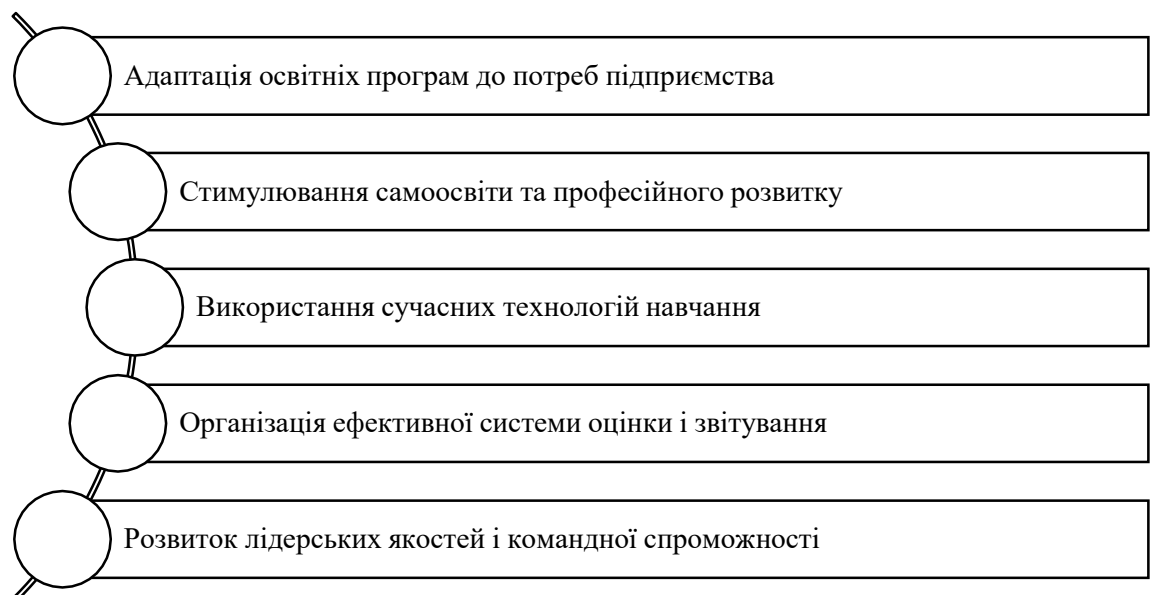 Адаптація освітніх програм до потреб підприємства
Стимулювання самоосвіти та професійного розвитку
Використання сучасних технологій навчання
Організація ефективної системи оцінки і звітування
Розвиток лідерських якостей і командної спроможності